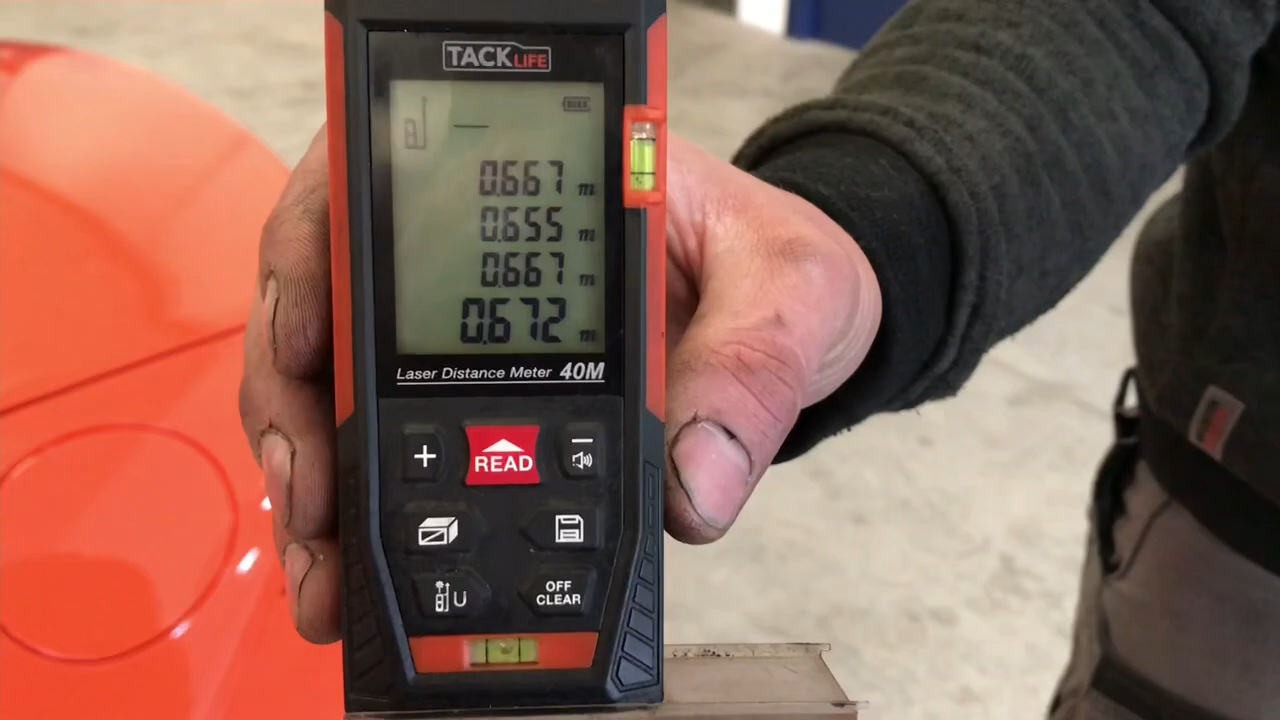 TACKLIFE
0.667 m
0.655 m
0.667 m
0.672 m
Laser Distance Meter 40M
+ READ −
U OFF
CLEAR